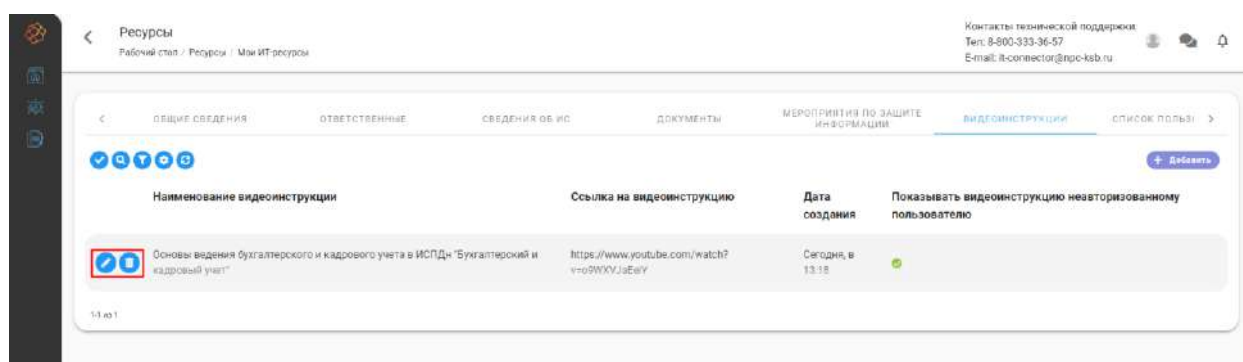 Ресурсы
Рабочий стол / Ресурсы / Мои ИТ-ресурсы
Контакты технической поддержки:
Тел: 8-800-333-36-57
E-mail: it-connector@npc-ksb.ru
ОБЩИЕ СВЕДЕНИЯ
ОТВЕТСТВЕННЫЕ
СВЕДЕНИЯ ОБ ИС
ДОКУМЕНТЫ
МЕРОПРИЯТИЯ ПО ЗАЩИТЕ
ИНФОРМАЦИИ
ВИДЕОИНСТРУКЦИИ
СПИСОК ПОЛЬЗ
+ Добавить
Наименование видеоинструкции
Ссылка на видеоинструкцию
Дата
создания
Показывать видеоинструкцию неавторизованному
пользователю
Основы ведения бухгалтерского и кадрового учета в ИСПДн "Бухгалтерский и
кадровый учет"
https://www.youtube.com/watch?
Сегодня, в
13:18
1-1 из 1